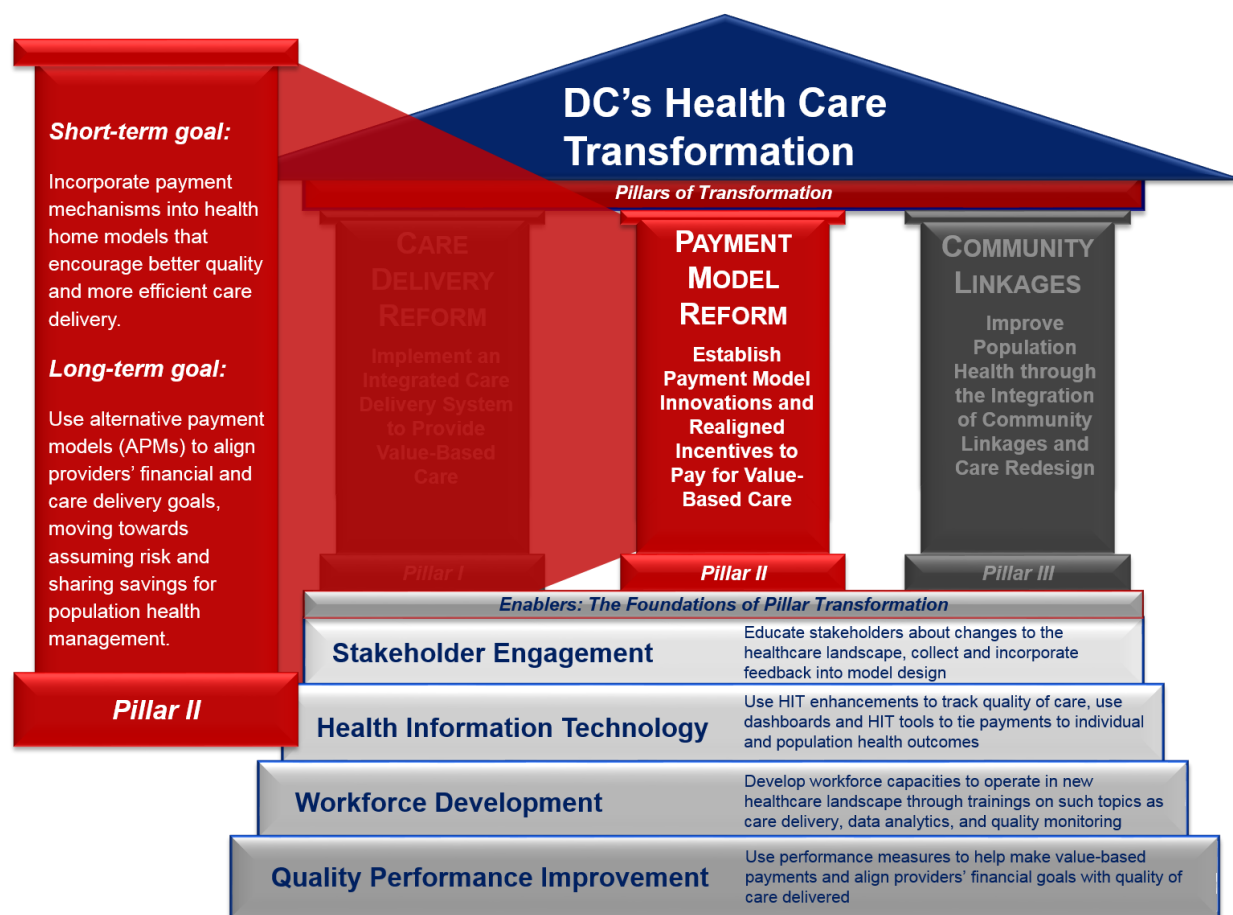 DC's Health Care
Transformation
Pillars of Transformation
Short-term goal:
Incorporate payment
mechanisms into health
home models that
encourage better quality
and more efficient care
delivery.
Long-term goal:
Use alternative payment
models (APMs) to align
providers' financial and
care delivery goals,
moving towards
assuming risk and
sharing savings for
population health
management.
Pillar II
CARE
DELIVERY
REFORM
Implement an
Integrated Care
Delivery System
to Provide
Value-Based
Care
Pillar I
PAYMENT
MODEL
REFORM
Establish
Payment Model
Innovations and
Realigned
Incentives to
Pay for Value-
Based Care
Pillar II
COMMUNITY
LINKAGES
Improve
Population
Health through
the Integration
of Community
Linkages and
Care Redesign
Pillar III
Enablers: The Foundations of Pillar Transformation
Stakeholder Engagement
Educate stakeholders about changes to the
healthcare landscape, collect and incorporate
feedback into model design
Health Information Technology
Use HIT enhancements to track quality of care, use
dashboards and HIT tools to tie payments to individual
and population health outcomes
Workforce Development
Develop workforce capacities to operate in new
healthcare landscape through trainings on such topics as
care delivery, data analytics, and quality monitoring
Quality Performance Improvement
Use performance measures to help make value-based
payments and align providers' financial goals with quality of
care delivered